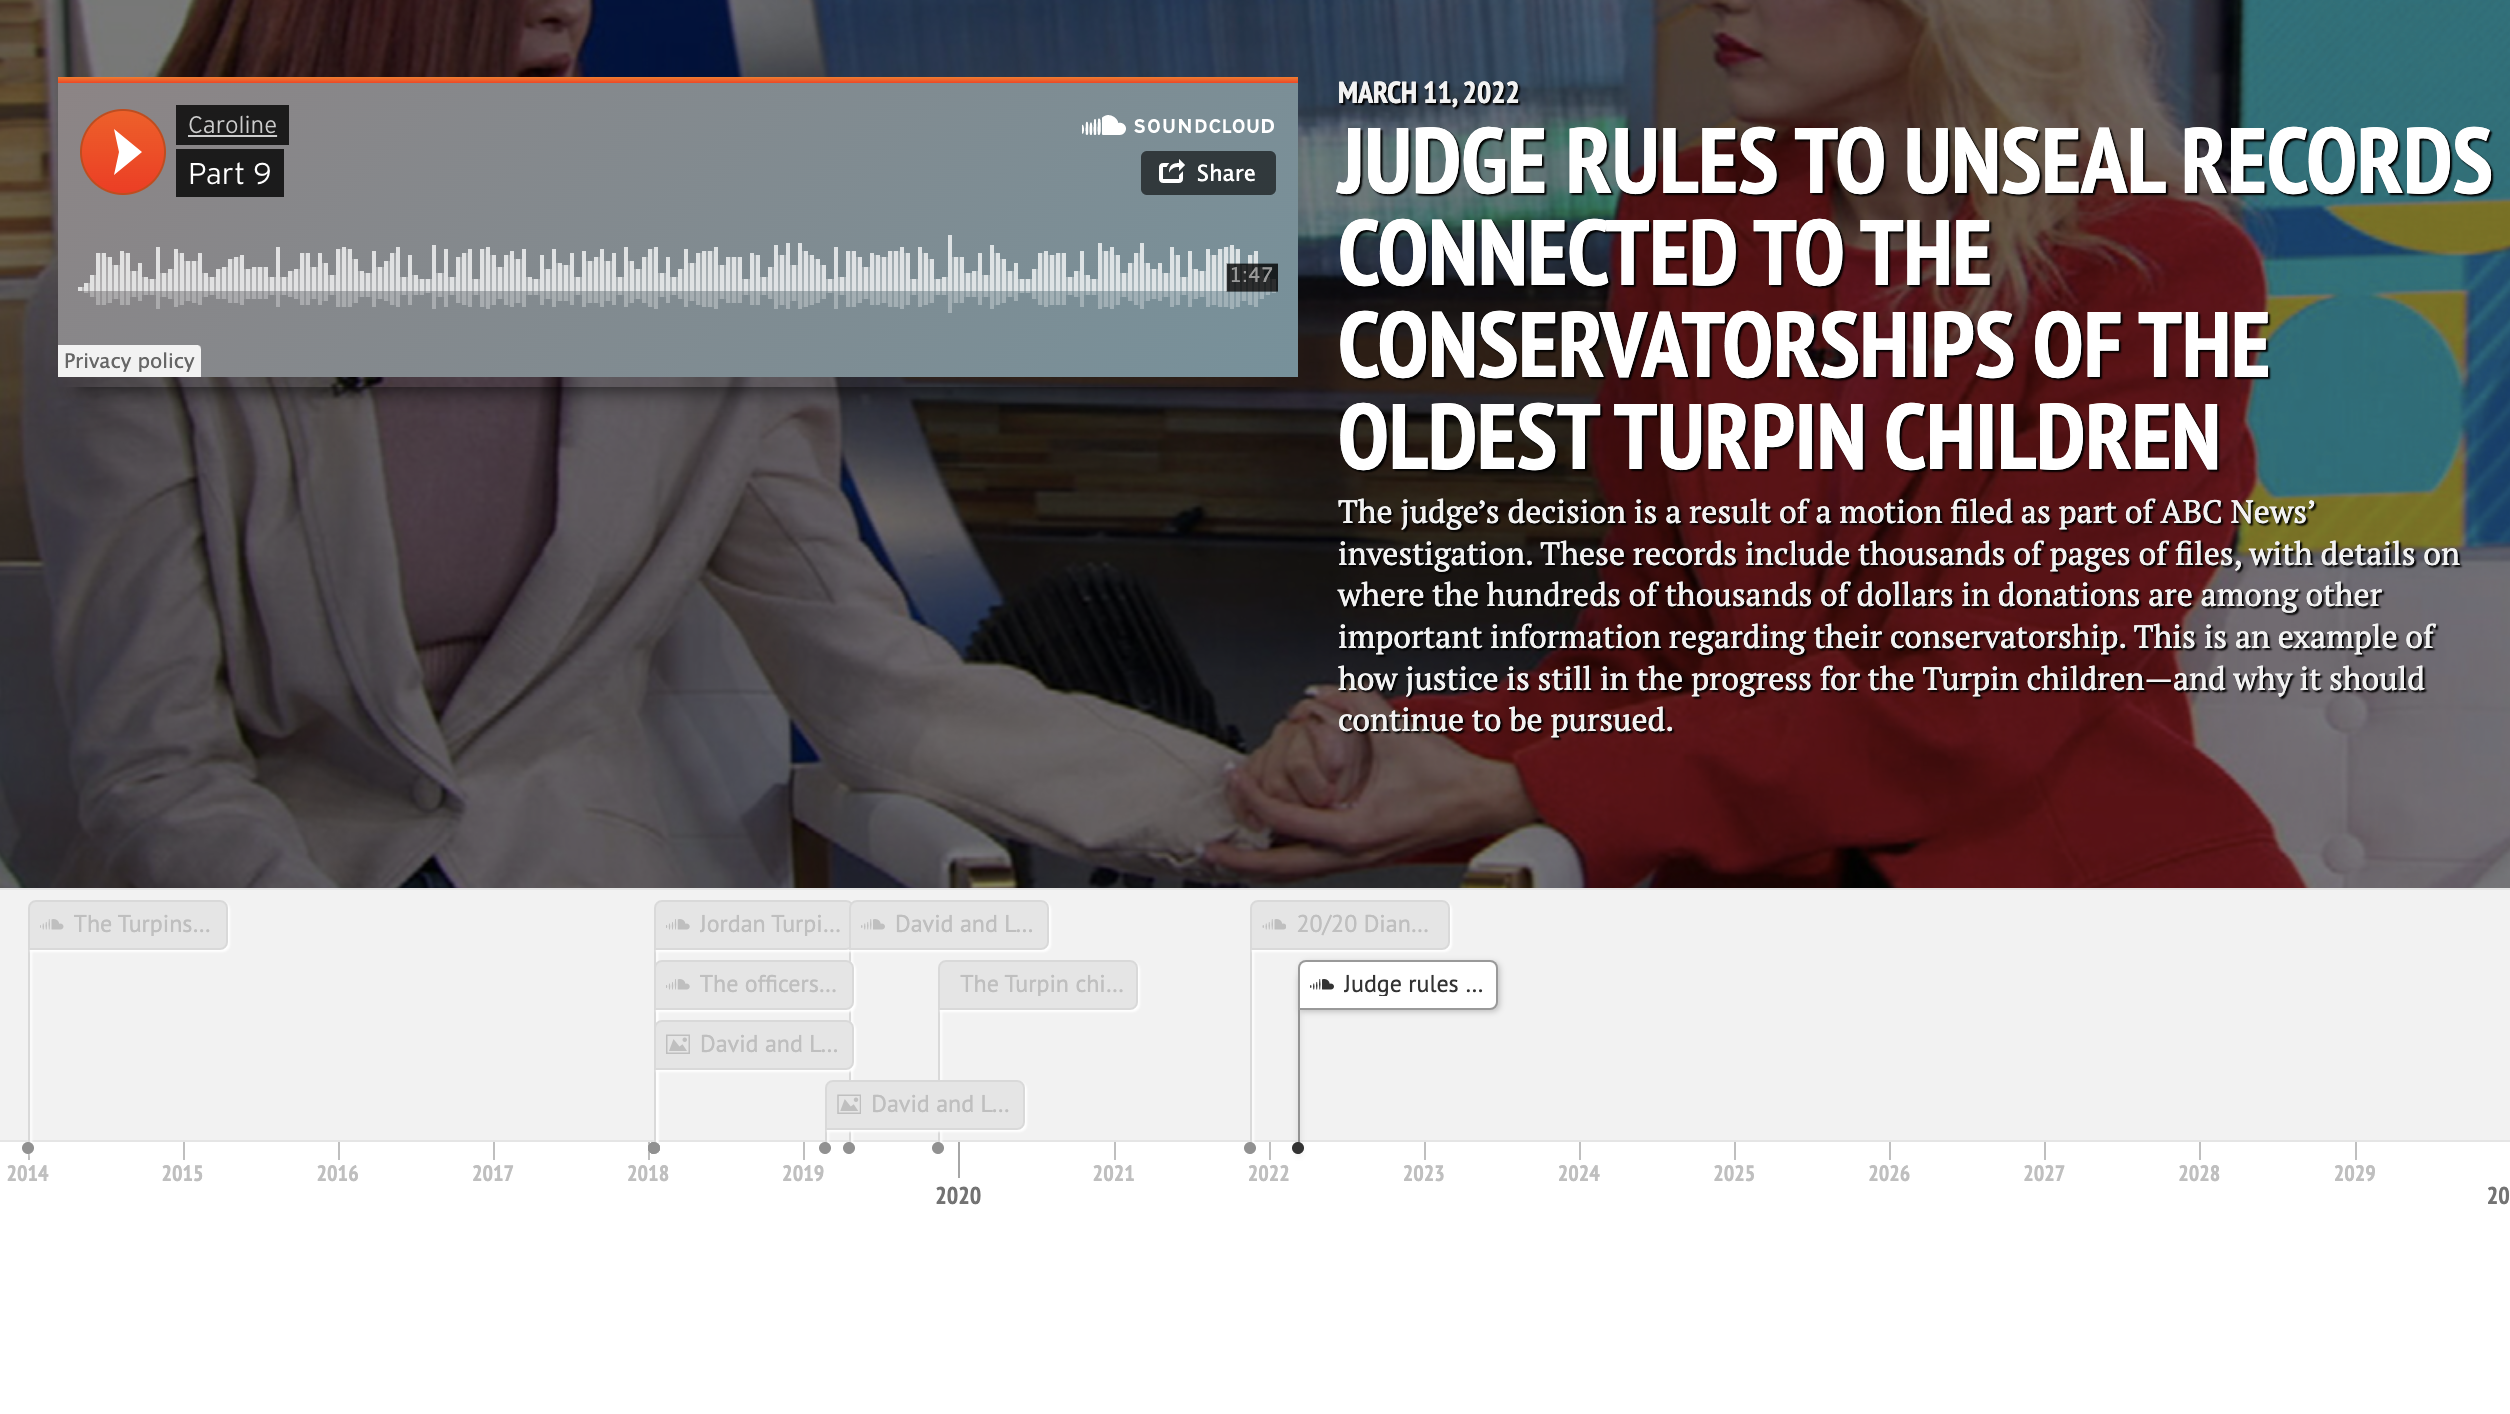 Caroline
Part 9
SOUNDCLOUD
Share
1:47
Privacy policy
MARCH 11, 2022
JUDGE RULES TO UNSEAL RECORDS
CONNECTED TO THE
CONSERVATORSHIPS OF THE
OLDEST TURPIN CHILDREN
The judge’s decision is a result of a motion filed as part of ABC News’
investigation. These records include thousands of pages of files, with details on
where the hundreds of thousands of dollars in donations are among other
important information regarding their conservatorship. This is an example of
how justice is still in the progress for the Turpin children—and why it should
continue to be pursued.
The Turpins...
Jordan Turpi...
David and L...
20/20 Dian...
The officers...
The Turpin chi...
Judge rules ...
David and L...
David and L...
2014 2015 2016 2017 2018 2019 2021 2022 2023 2024 2025 2026 2027 2028 2029
2020 20